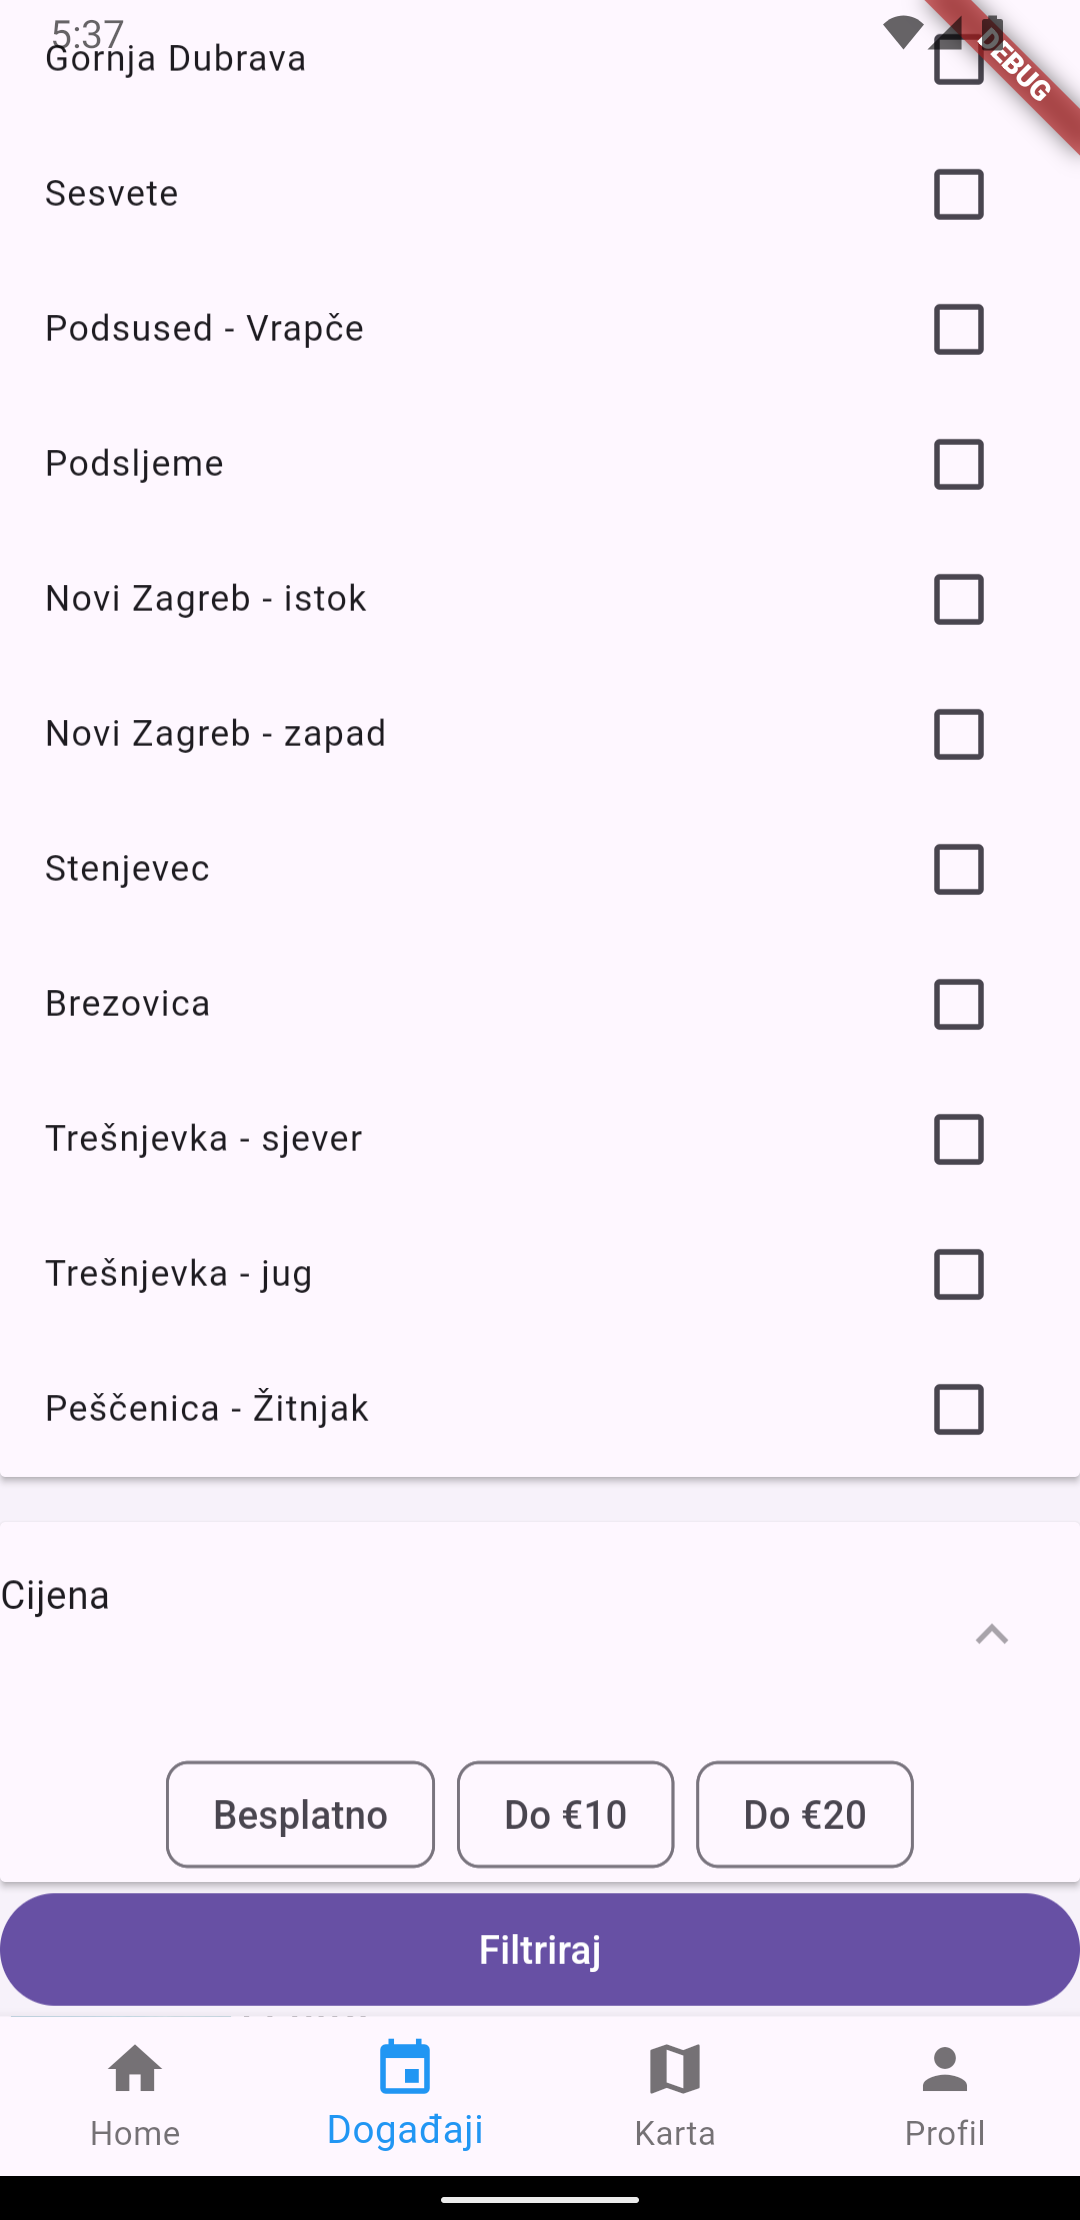 5:37
DEBUG
Gornja Dubrava
Sesvete
Podsused - Vrapče
Podsljeme
Novi Zagreb - istok
Novi Zagreb - zapad
Stenjevec
Brezovica
Trešnjevka - sjever
Trešnjevka - jug
Peščenica - Žitnjak
Cijena
Besplatno Do €10 Do €20
Filtriraj
Home Događaji Karta Profil